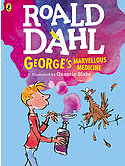 ROALD
DAHL
GEORGE'S
MARVELLOUS
MEDICINE
Illustrated by Quentin Blake